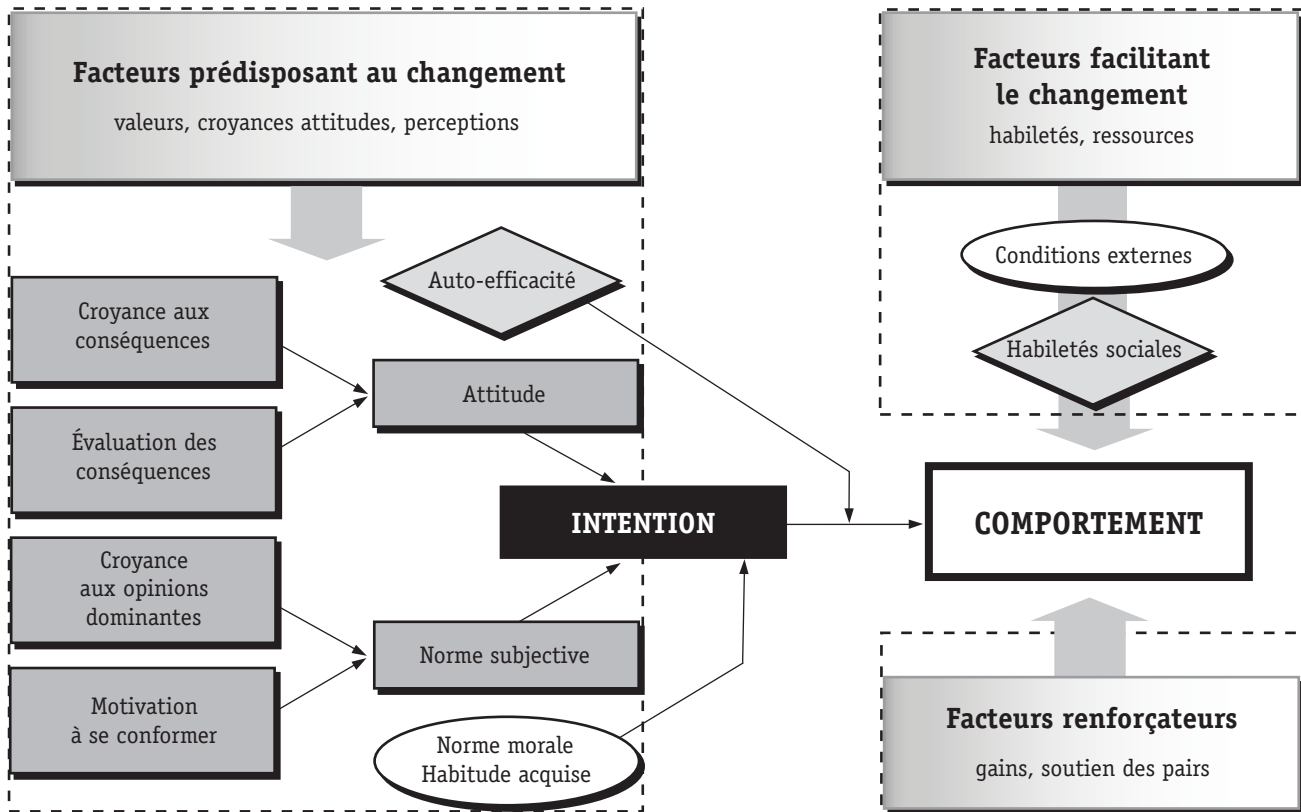 Facteurs prédisposant au changement
valeurs, croyances attitudes, perceptions
Facteurs facilitant
le changement
habiletés, ressources
Auto-efficacité
Conditions externes
Croyance aux
conséquences
Habiletés sociales
Attitude
Évaluation des
conséquences
INTENTION
COMPORTEMENT
Croyance
aux opinions
dominantes
Norme subjective
Motivation
à se conformer
Norme morale
Habitude acquise
Facteurs renforçateurs
gains, soutien des pairs